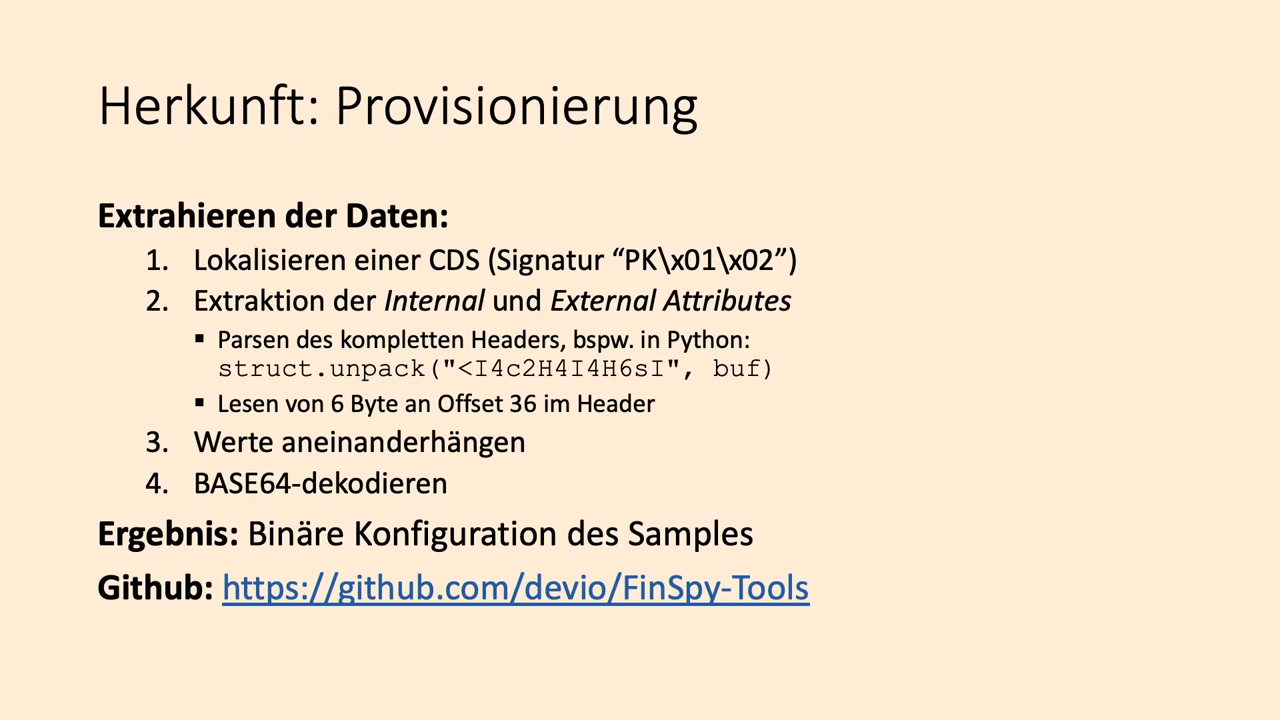 Herkunft: Provisionierung
Extrahieren der Daten:
1. Lokalisieren einer CDS (Signatur “PK\x01\x02”)
2. Extraktion der Internal und External Attributes
▪ Parsen des kompletten Headers, bspw. in Python:
struct.unpack("<I4c2H4I4H6sI", buf)
▪ Lesen von 6 Byte an Offset 36 im Header
3. Werte aneinanderhängen
4. BASE64-dekodieren
Ergebnis: Binäre Konfiguration des Samples
Github: https://github.com/devio/FinSpy-Tools